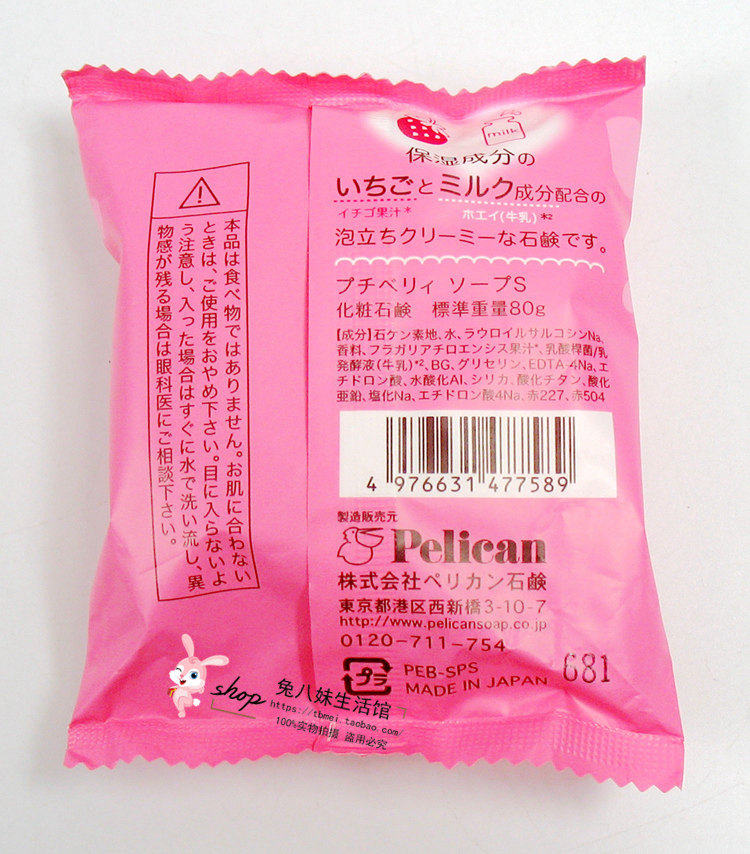 milk
保湿成分の
いちごとミルク成分配合の
イチゴ果汁* ホエイ(牛乳)*2
泡立ちクリーミーな石鹸です。
プチベリィ ソープS
化粧石鹸 標準重量80g
【成分】石ケン素地、水、ラウロイルサルコシンNa、
香料、フラガリアチロエンシス果汁*、乳酸桿菌/乳
発酵液(牛乳)*2、BG、グリセリン、EDTA-4Na、エ
チドロン酸、水酸化Al、シリカ、酸化チタン、酸化
亜鉛、塩化Na、エチドロン酸4Na、赤227、赤504
4 976631 477589
製造販売元
Pelican
株式会社ペリカン石鹸
東京都港区西新橋3-10-7
http://www.pelicansoap.co.jp
0120-711-754
プラ
PEB-SPS
MADE IN JAPAN
681
本品は食べ物ではありません。お肌に合わない
ときは、ご使用をおやめ下さい。目に入らないよ
う注意し、入った場合はすぐに水で洗い流し、異
物感が残る場合は眼科医にご相談下さい。
shop 兔八妹生活馆
https://tbmei.taobao.com/
100%实物拍摄 盗用必究